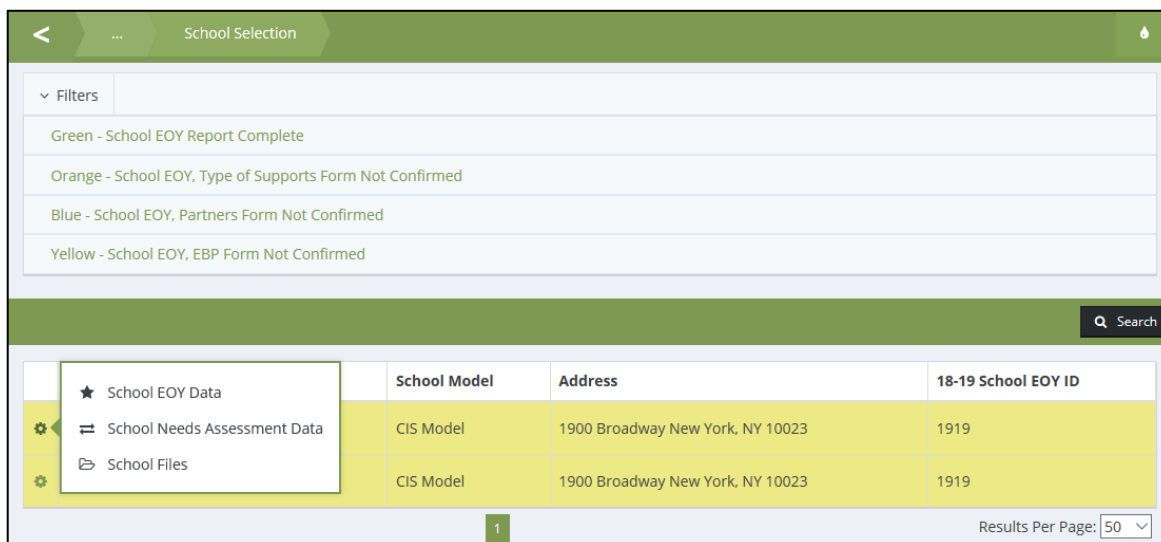 < ... School Selection
Filters
Green - School EOY Report Complete
Orange - School EOY, Type of Supports Form Not Confirmed
Blue - School EOY, Partners Form Not Confirmed
Yellow - School EOY, EBP Form Not Confirmed
Search
School Model Address 18-19 School EOY ID
School EOY Data
School Needs Assessment Data
School Files
CIS Model 1900 Broadway New York, NY 10023 1919
CIS Model 1900 Broadway New York, NY 10023 1919
1
Results Per Page: 50